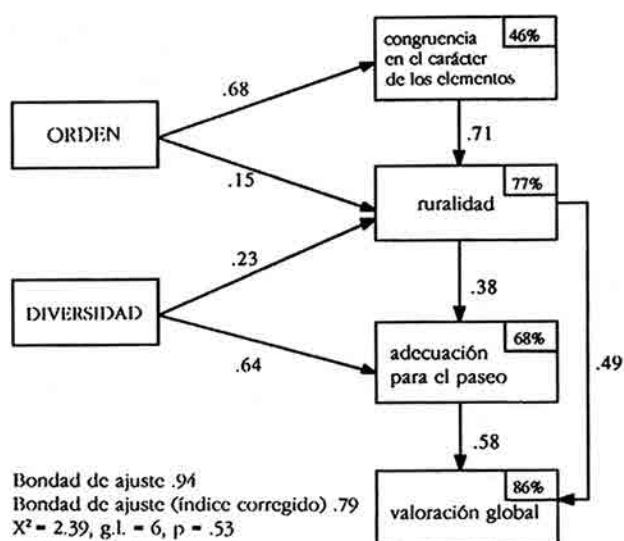 congruencia
en el carácter
de los elementos
46%
.68
ORDEN
.71
.15
ruralidad
77%
.23
.38
DIVERSIDAD
adecuación
para el paseo
68%
.64
.49
.58
valoración global
86%
Bondad de ajuste .94
Bondad de ajuste (índice corregido) .79
X² = 2.39, g.l. = 6, p = .53